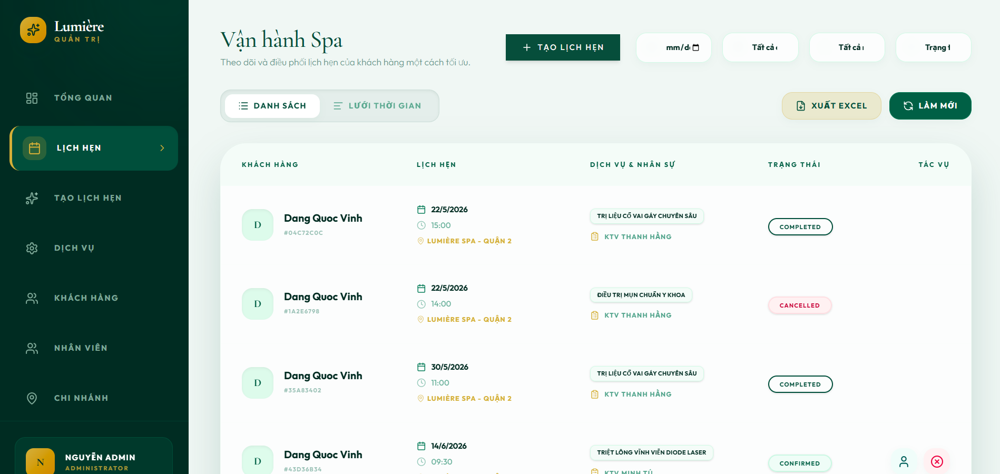 Lumière
QUẢN TRỊ
TỔNG QUAN
LỊCH HẸN
TẠO LỊCH HẸN
DỊCH VỤ
KHÁCH HÀNG
NHÂN VIÊN
CHI NHÁNH
NGUYỄN ADMIN
ADMINISTRATOR
N
Vận hành Spa
Theo dõi và điều phối lịch hẹn của khách hàng một cách tối ưu.
TẠO LỊCH HẸN
mm/d
Tất cả
Tất cả
Trạng
DANH SÁCH
LƯỚI THỜI GIAN
XUẤT EXCEL
LÀM MỚI
KHÁCH HÀNG LỊCH HẸN DỊCH VỤ & NHÂN SỰ TRẠNG THÁI TÁC VỤ
D
Dang Quoc Vinh
#04C72C0C
22/5/2026
15:00
LUMIÈRE SPA - QUẬN 2
TRỊ LIỆU CỔ VAI GÁY CHUYÊN SÂU
KTV THANH HẰNG
COMPLETED
D
Dang Quoc Vinh
#1A2E6798
22/5/2026
14:00
LUMIÈRE SPA - QUẬN 2
ĐIỀU TRỊ MỤN CHUẨN Y KHOA
KTV THANH HẰNG
CANCELLED
D
Dang Quoc Vinh
#35A83402
30/5/2026
11:00
LUMIÈRE SPA - QUẬN 2
TRỊ LIỆU CỔ VAI GÁY CHUYÊN SÂU
KTV THANH HẰNG
COMPLETED
D
Dang Quoc Vinh
#43D36B34
14/6/2026
09:30
TRIỆT LÔNG VĨNH VIỄN DIODE LASER
KTV MINH TÚ
CONFIRMED